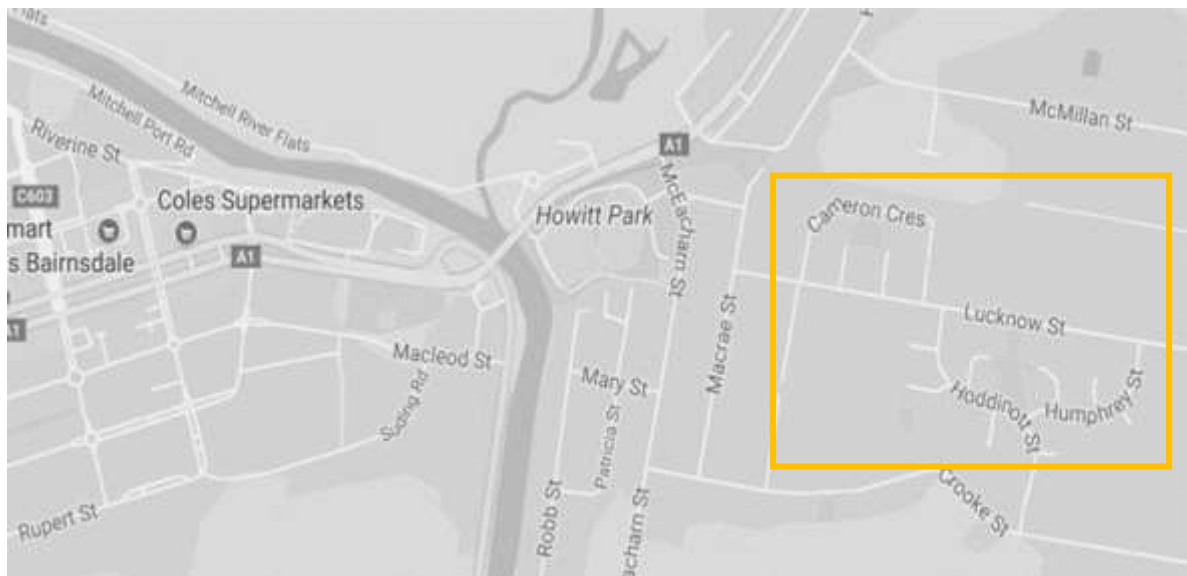 Flats
Mitchell River Flats
Mitchell Port Rd
Riverine St
McMillan St
A1
C603
Coles Supermarkets
Howitt Park
McEacharn St
Cameron Cres
mart
s Bairnsdale
A1
A1
Lucknow St
Macrae St
Macleod St
Mary St
Suding Rd
Patricia St
Hoddinott St
Humphrey St
Robb St
acharn St
Crooke St
Rupert St